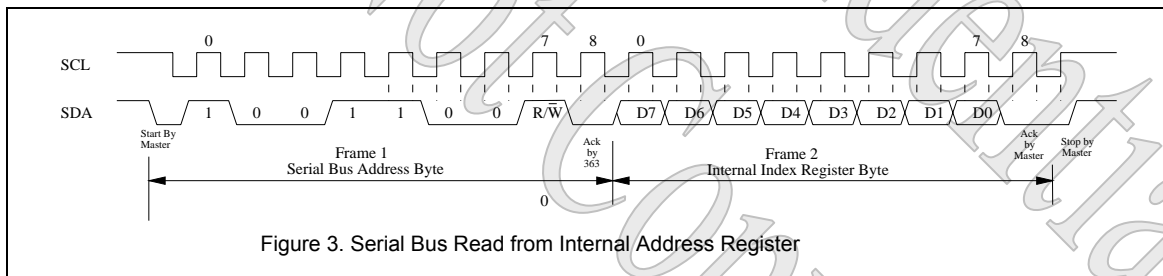 0 7 8 0 7 8
SCL
SDA 1 0 0 1 1 0 0 R/W̅ D7 D6 D5 D4 D3 D2 D1 D0
Start By
Master
Frame 1
Serial Bus Address Byte
Ack
by
363
Frame 2
Internal Index Register Byte
Ack
by
Master
Stop by
Master
0
Figure 3. Serial Bus Read from Internal Address Register